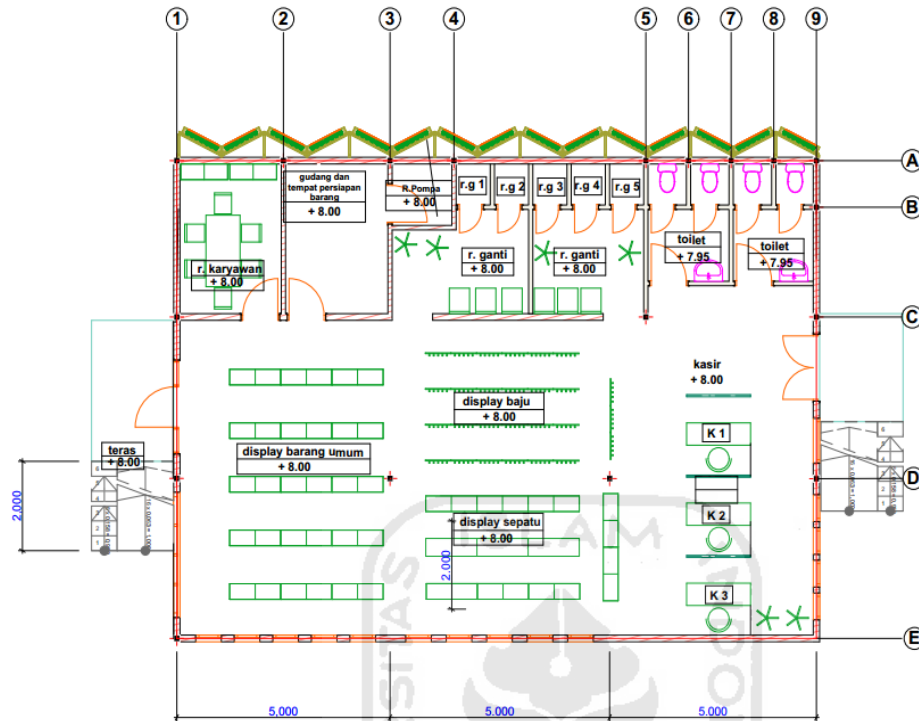 1 2 3 4 5 6 7 8 9
A
gudang dan
tempat persiapan
barang
+ 8.00
R.Pompa
+ 8.00
r.g 1
r.g 2
r.g 3
r.g 4
r.g 5
B
r. karyawan
+ 8.00
r. ganti
+ 8.00
r. ganti
+ 8.00
toilet
+ 7.95
toilet
+ 7.95
C
kasir
+ 8.00
display baju
+ 8.00
K 1
teras
+ 8.00
display barang umum
+ 8.00
D
2,000
display sepatu
+ 8.00
K 2
2.000
ISLAM
SITAS
K 3
E
5,000
5.000
5.000